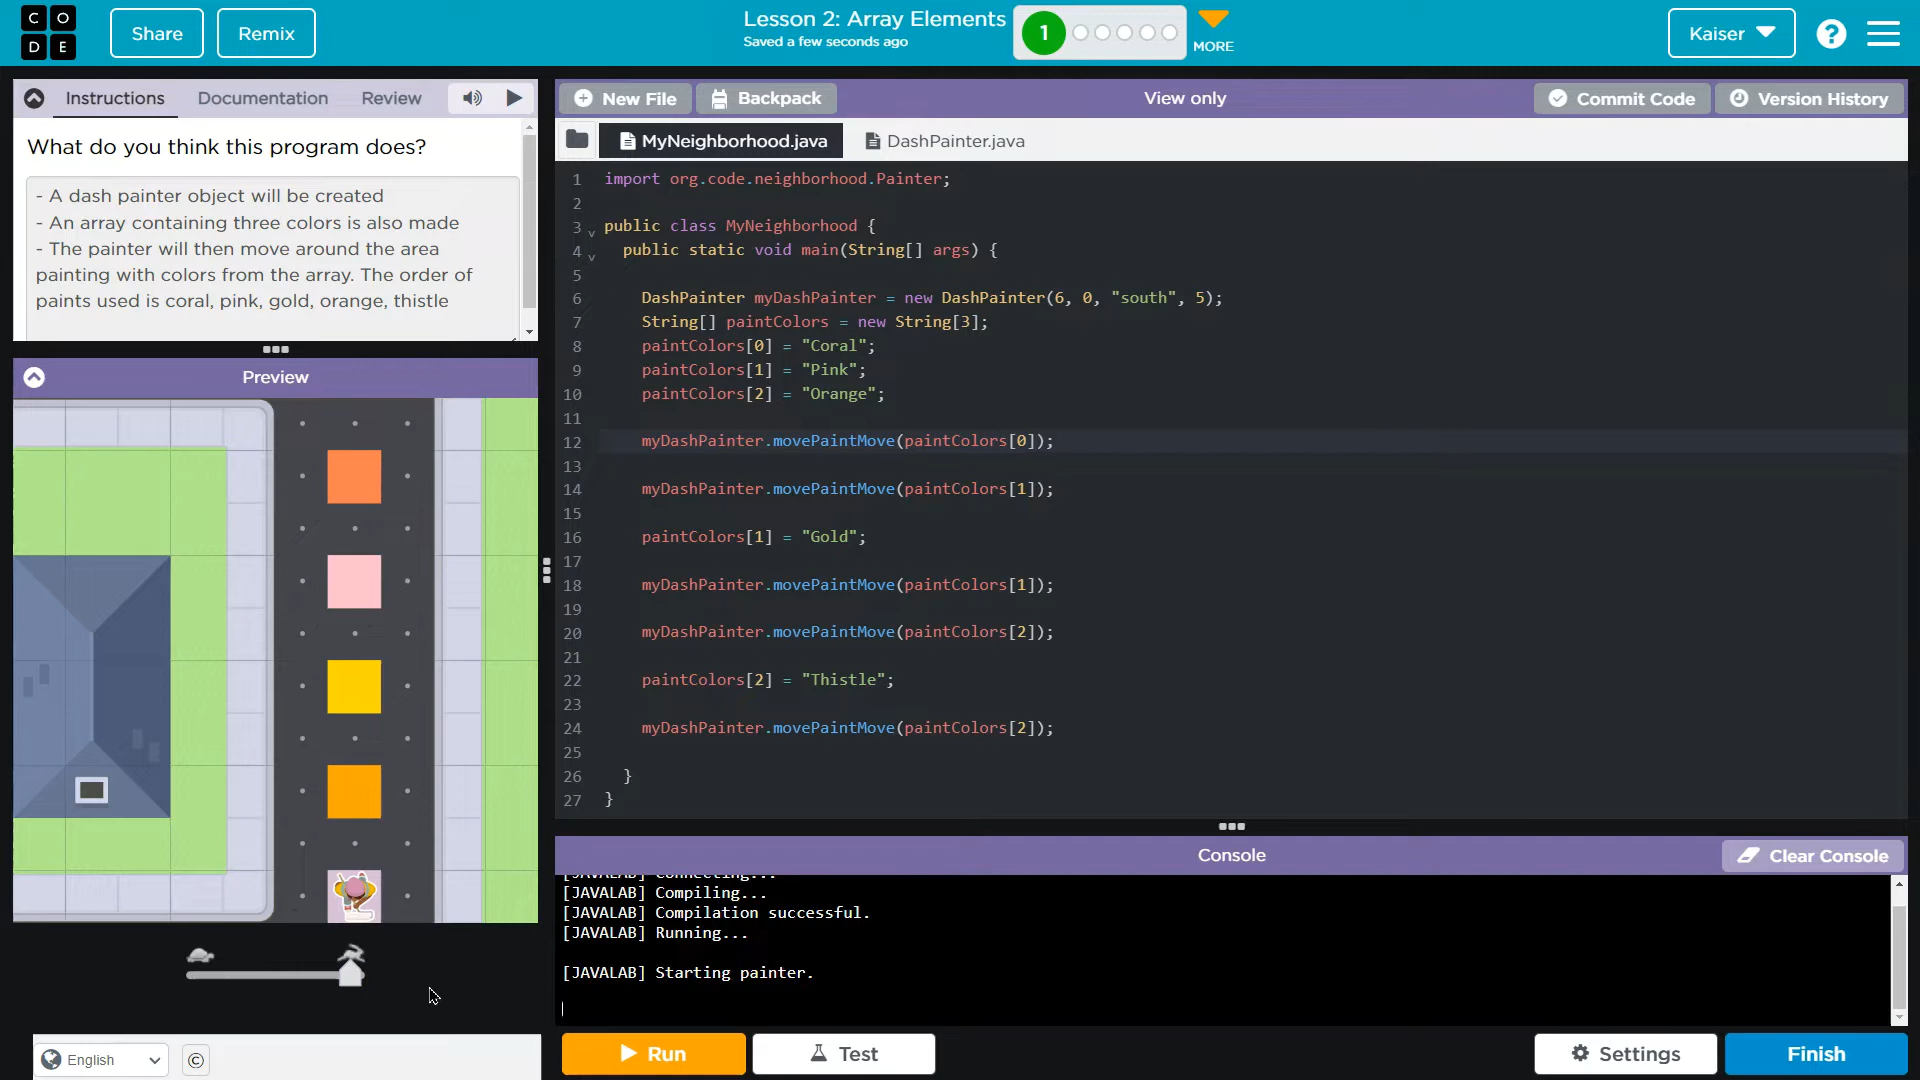 CO
DE
Share
Remix
Lesson 2: Array Elements
Saved a few seconds ago
1
MORE
Kaiser
?
Instructions
Documentation
Review
What do you think this program does?
- A dash painter object will be created
- An array containing three colors is also made
- The painter will then move around the area
painting with colors from the array. The order of
paints used is coral, pink, gold, orange, thistle
Preview
English
©
New File
Backpack
View only
Commit Code
Version History
MyNeighborhood.java
DashPainter.java
1 import org.code.neighborhood.Painter;
2
3 public class MyNeighborhood {
4 public static void main(String[] args) {
5
6 DashPainter myDashPainter = new DashPainter(6, 0, "south", 5);
7 String[] paintColors = new String[3];
8 paintColors[0] = "Coral";
9 paintColors[1] = "Pink";
10 paintColors[2] = "Orange";
11
12 myDashPainter.movePaintMove(paintColors[0]);
13
14 myDashPainter.movePaintMove(paintColors[1]);
15
16 paintColors[1] = "Gold";
17
18 myDashPainter.movePaintMove(paintColors[1]);
19
20 myDashPainter.movePaintMove(paintColors[2]);
21
22 paintColors[2] = "Thistle";
23
24 myDashPainter.movePaintMove(paintColors[2]);
25
26 }
27 }
Console
Clear Console
[JAVALAB] Connecting...
[JAVALAB] Compiling...
[JAVALAB] Compilation successful.
[JAVALAB] Running...
[JAVALAB] Starting painter.
Run
Test
Settings
Finish